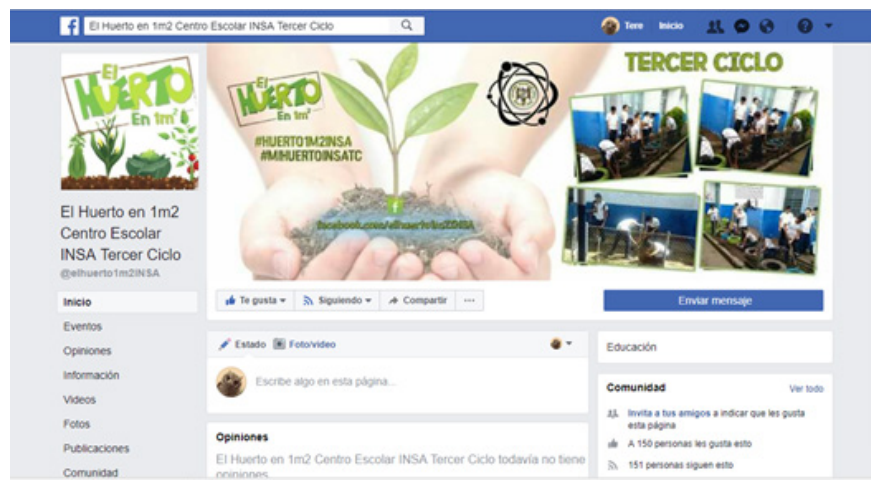 El Huerto en 1m2 Centro Escolar INSA Tercer Ciclo
Tere
Inicio
El
HUERTO
En 1m²
El
HUERTO
En 1m²
#HUERTO1M2INSA
#MIHUERTOINSATC
facebook.com/elhuerto1m2INSA
TERCER CICLO
El Huerto en 1m2
Centro Escolar
INSA Tercer Ciclo
@elhuerto1m2INSA
Inicio
Eventos
Opiniones
Información
Videos
Fotos
Publicaciones
Comunidad
Te gusta
Siguiendo
Compartir
Enviar mensaje
Estado
Foto/video
Escribe algo en esta página...
Opiniones
El Huerto en 1m2 Centro Escolar INSA Tercer Ciclo todavía no tiene
opiniones
Educación
Comunidad
Ver todo
Invita a tus amigos a indicar que les gusta
esta página
A 150 personas les gusta esto
151 personas siguen esto